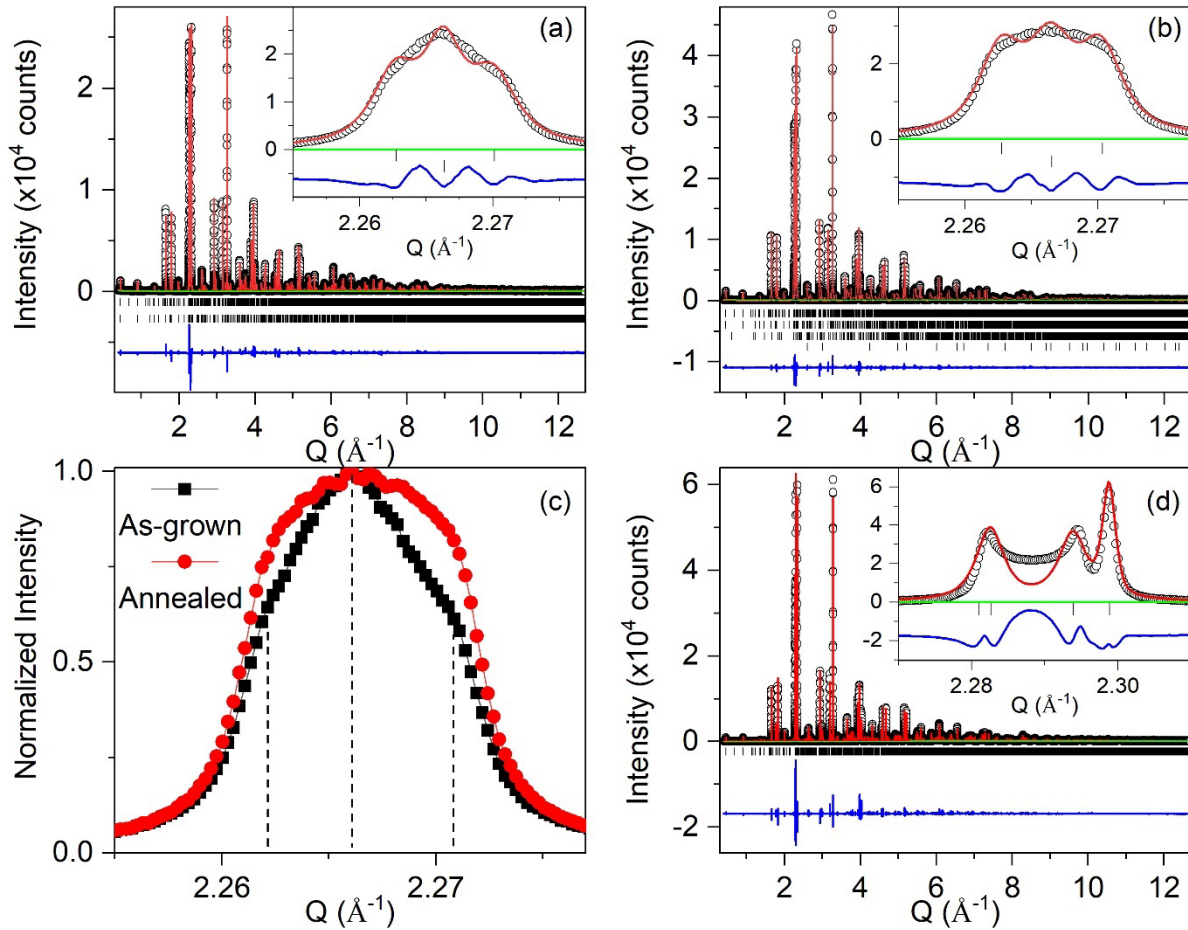 (a)
Intensity (x10⁴ counts)
2
1
0
2 4 6 8 10 12
Q (Å⁻¹)
3
2
1
0
2.26 2.27
Q (Å⁻¹)
(b)
Intensity (x10⁴ counts)
4
3
2
1
0
-1
2 4 6 8 10 12
Q (Å⁻¹)
2
0
2.26 2.27
Q (Å⁻¹)
(c)
Normalized Intensity
1.0
0.5
0.0
As-grown
Annealed
2.26 2.27
Q (Å⁻¹)
(d)
Intensity (x10⁴ counts)
6
4
2
0
-2
2 4 6 8 10 12
Q (Å⁻¹)
6
4
2
0
-2
2.28 2.30
Q (Å⁻¹)